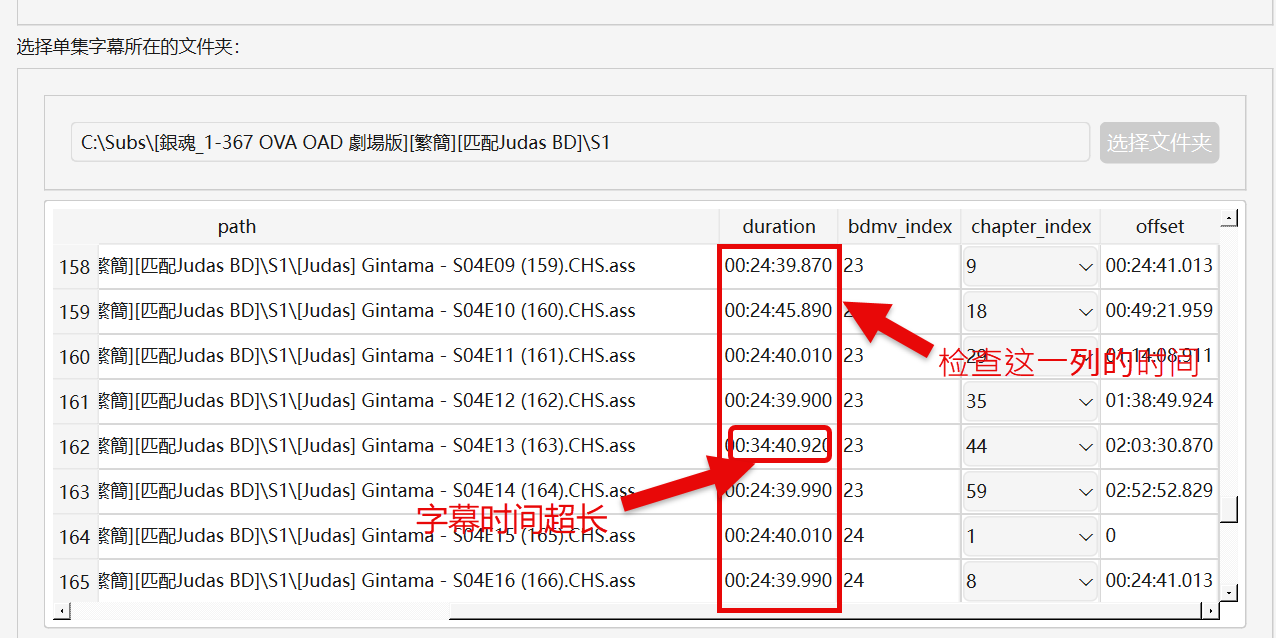 选择单集字幕所在的文件夹：
C:\Subs\[銀魂_1-367 OVA OAD 劇場版][繁簡][匹配Judas BD]\S1 选择文件夹
path duration bdmv_index chapter_index offset
158 繁簡][匹配Judas BD]\S1\[Judas] Gintama - S04E09 (159).CHS.ass 00:24:39.870 23 9 00:24:41.013
159 繁簡][匹配Judas BD]\S1\[Judas] Gintama - S04E10 (160).CHS.ass 00:24:45.890 18 00:49:21.959
160 繁簡][匹配Judas BD]\S1\[Judas] Gintama - S04E11 (161).CHS.ass 00:24:40.010 23 29 01:14:08.911
检查这一列的时间
161 繁簡][匹配Judas BD]\S1\[Judas] Gintama - S04E12 (162).CHS.ass 00:24:39.900 23 35 01:38:49.924
162 繁簡][匹配Judas BD]\S1\[Judas] Gintama - S04E13 (163).CHS.ass 00:34:40.920 23 44 02:03:30.870
163 繁簡][匹配Judas BD]\S1\[Judas] Gintama - S04E14 (164).CHS.ass 00:24:39.990 23 59 02:52:52.829
字幕时间超长
164 繁簡][匹配Judas BD]\S1\[Judas] Gintama - S04E15 (165).CHS.ass 00:24:40.010 24 1 0
165 繁簡][匹配Judas BD]\S1\[Judas] Gintama - S04E16 (166).CHS.ass 00:24:39.990 24 8 00:24:41.013